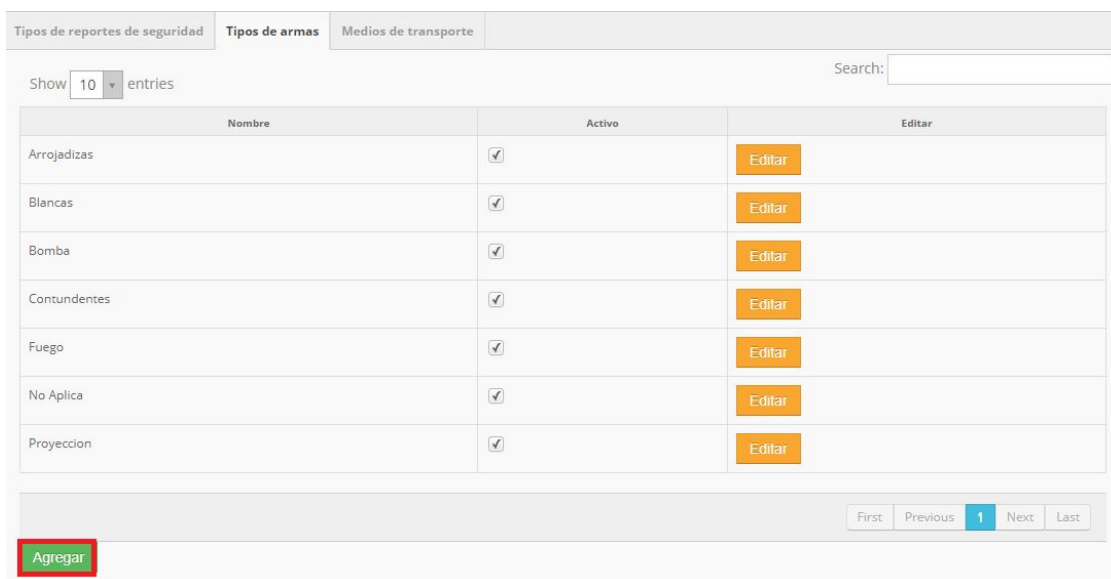 Tipos de reportes de seguridad Tipos de armas Medios de transporte
Search:
Show 10 entries
Nombre Activo Editar
Arrojadizas Editar
Blancas Editar
Bomba Editar
Contundentes Editar
Fuego Editar
No Aplica Editar
Proyeccion Editar
First Previous 1 Next Last
Agregar